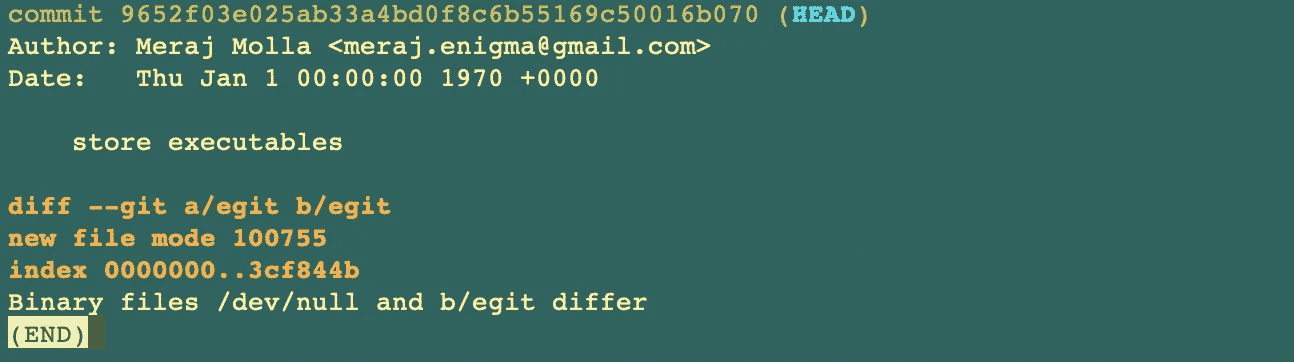 commit 9652f03e025ab33a4bd0f8c6b55169c50016b070 (HEAD)
Author: Meraj Molla <meraj.enigma@gmail.com>
Date:   Thu Jan 1 00:00:00 1970 +0000
store executables
diff --git a/egit b/egit
new file mode 100755
index 0000000..3cf844b
Binary files /dev/null and b/egit differ
(END)